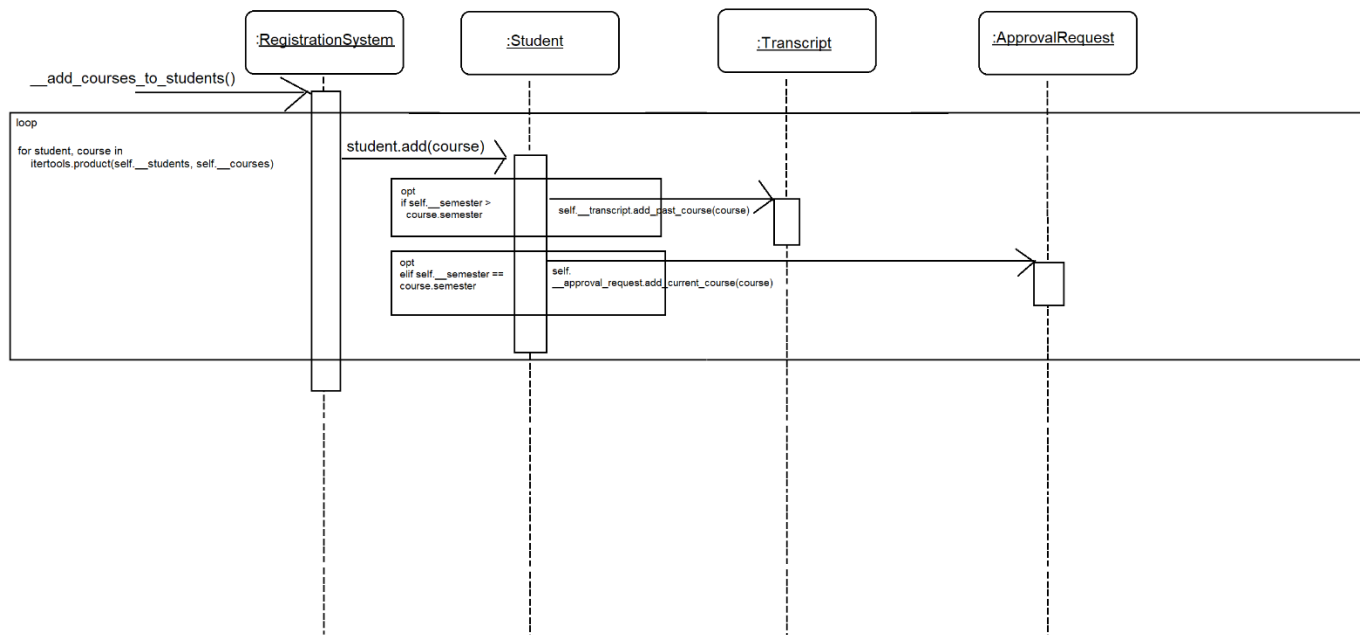 :RegistrationSystem
:Student
:Transcript
:ApprovalRequest
__add_courses_to_students()
loop
for student, course in
itertools.product(self.__students, self.__courses)
student.add(course)
opt
if self.__semester >
course.semester
self.__transcript.add_past_course(course)
opt
elif self.__semester ==
course.semester
self.
__approval_request.add_current_course(course)